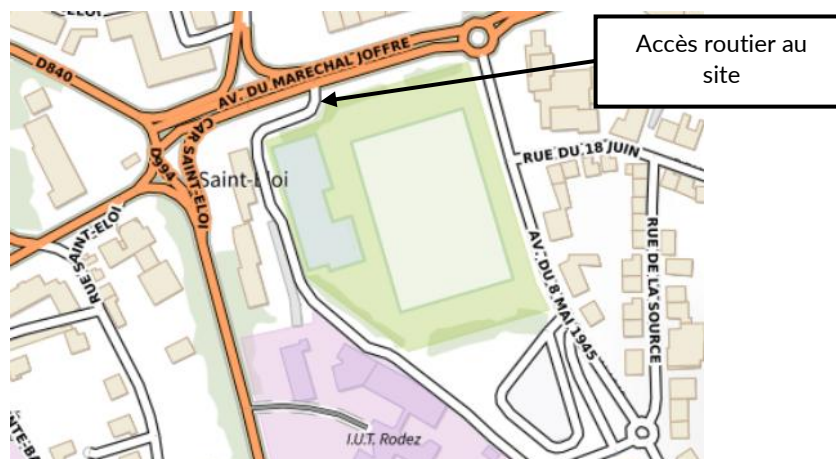 Accès routier au
site
D840
AV. DU MARECHAL JOFFRE
CAR. SAINT-ELOI
D994
Saint-Eloi
RUE SAINT-ELOI
RUE DU 18 JUIN
AV. DU 8 MAI 1945
RUE DE LA SOURCE
I.U.T. Rodez